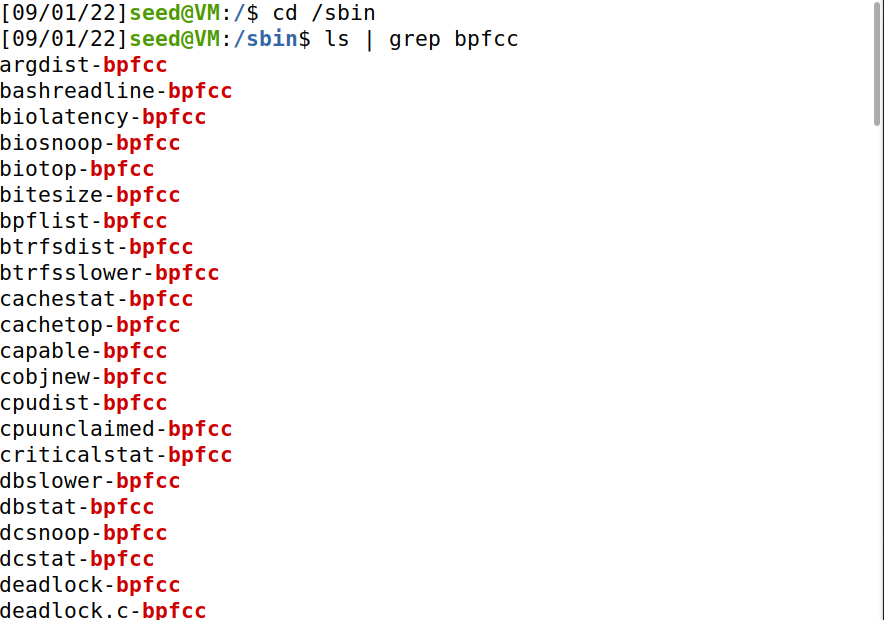 [09/01/22]seed@VM:/$ cd /sbin
[09/01/22]seed@VM:/sbin$ ls | grep bpfcc
argdist-bpfcc
bashreadline-bpfcc
biolatency-bpfcc
biosnoop-bpfcc
biotop-bpfcc
bitesize-bpfcc
bpflist-bpfcc
btrfsdist-bpfcc
btrfsslower-bpfcc
cachestat-bpfcc
cachetop-bpfcc
capable-bpfcc
cobjnew-bpfcc
cpudist-bpfcc
cpuunclaimed-bpfcc
criticalstat-bpfcc
dbslower-bpfcc
dbstat-bpfcc
dcsnoop-bpfcc
dcstat-bpfcc
deadlock-bpfcc
deadlock.c-bpfcc